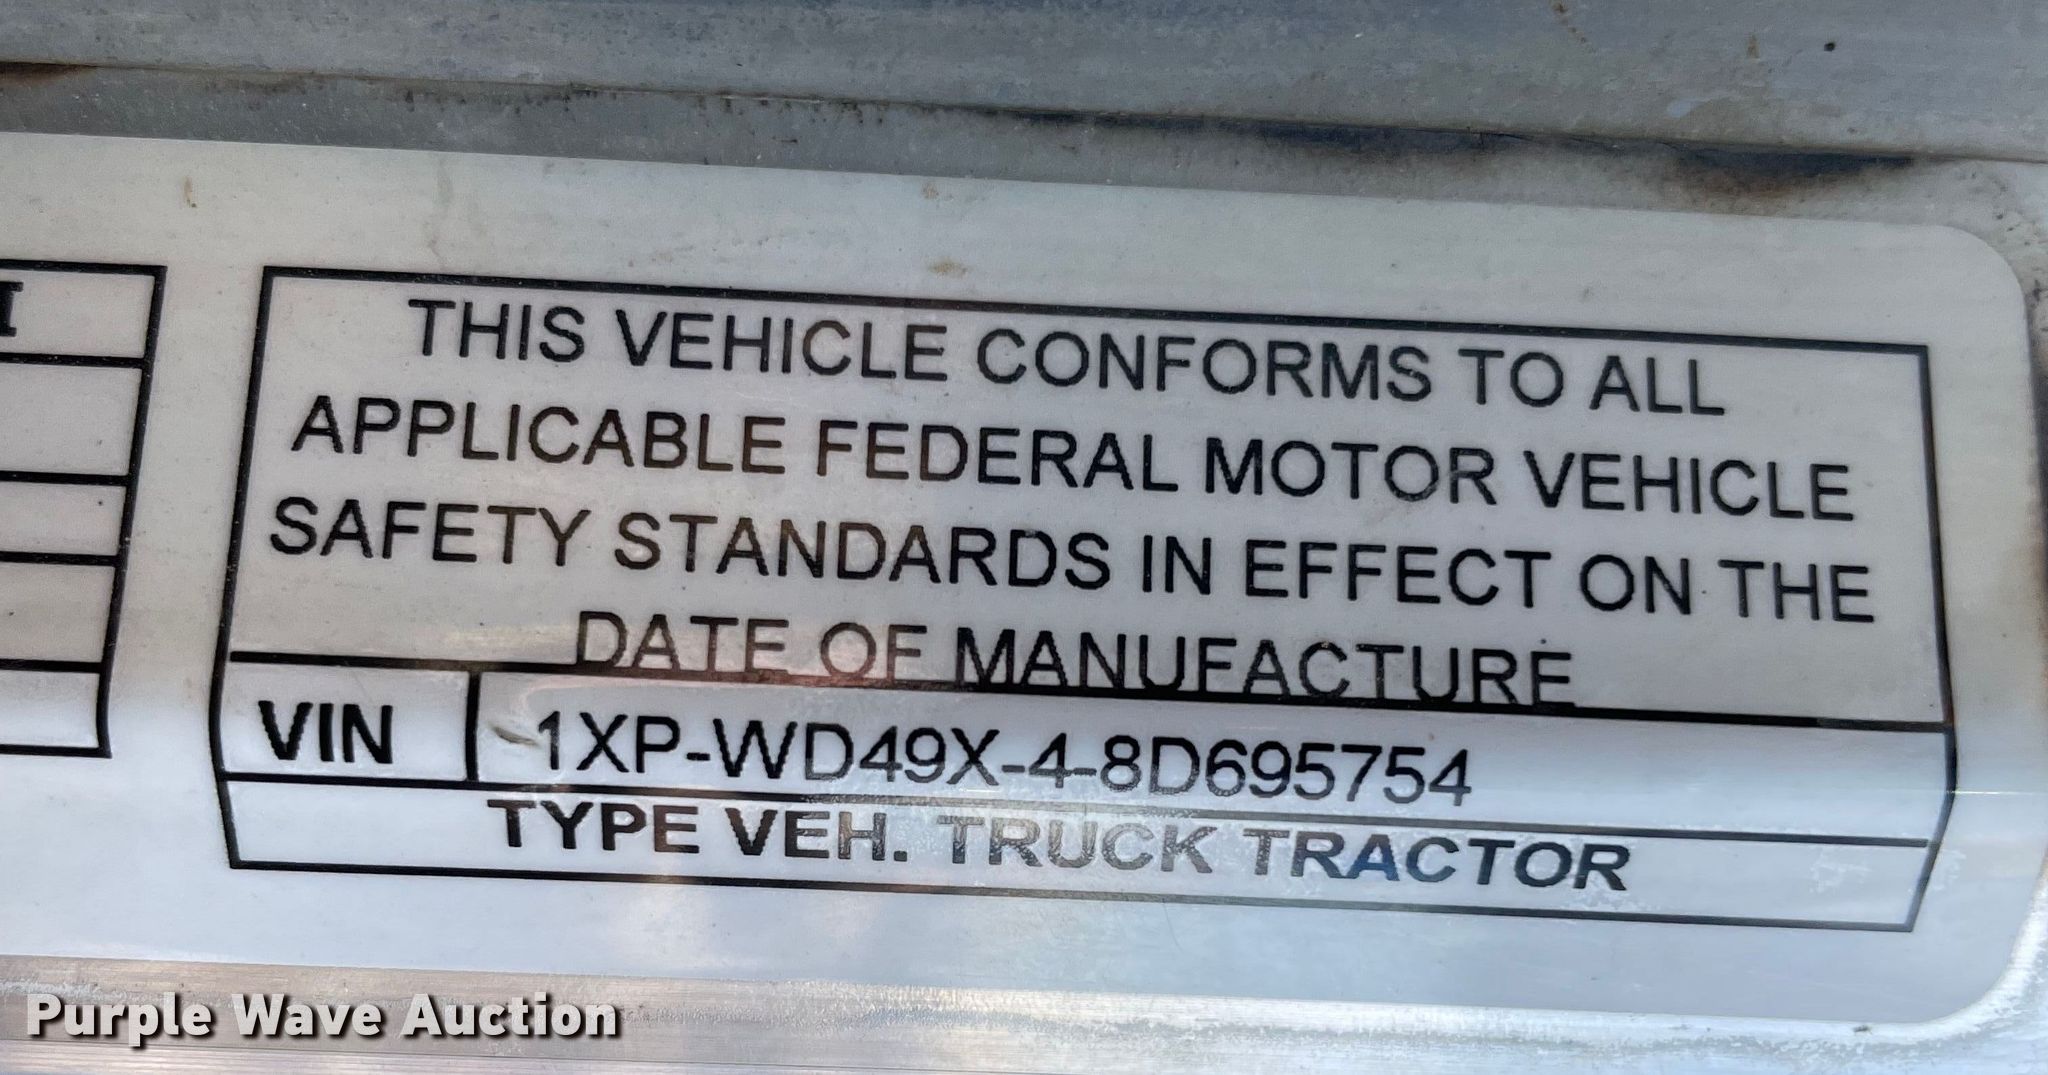 I
THIS VEHICLE CONFORMS TO ALL
APPLICABLE FEDERAL MOTOR VEHICLE
SAFETY STANDARDS IN EFFECT ON THE
DATE OF MANUFACTURE
VIN 1XP-WD49X-4-8D695754
TYPE VEH. TRUCK TRACTOR
Purple Wave Auction